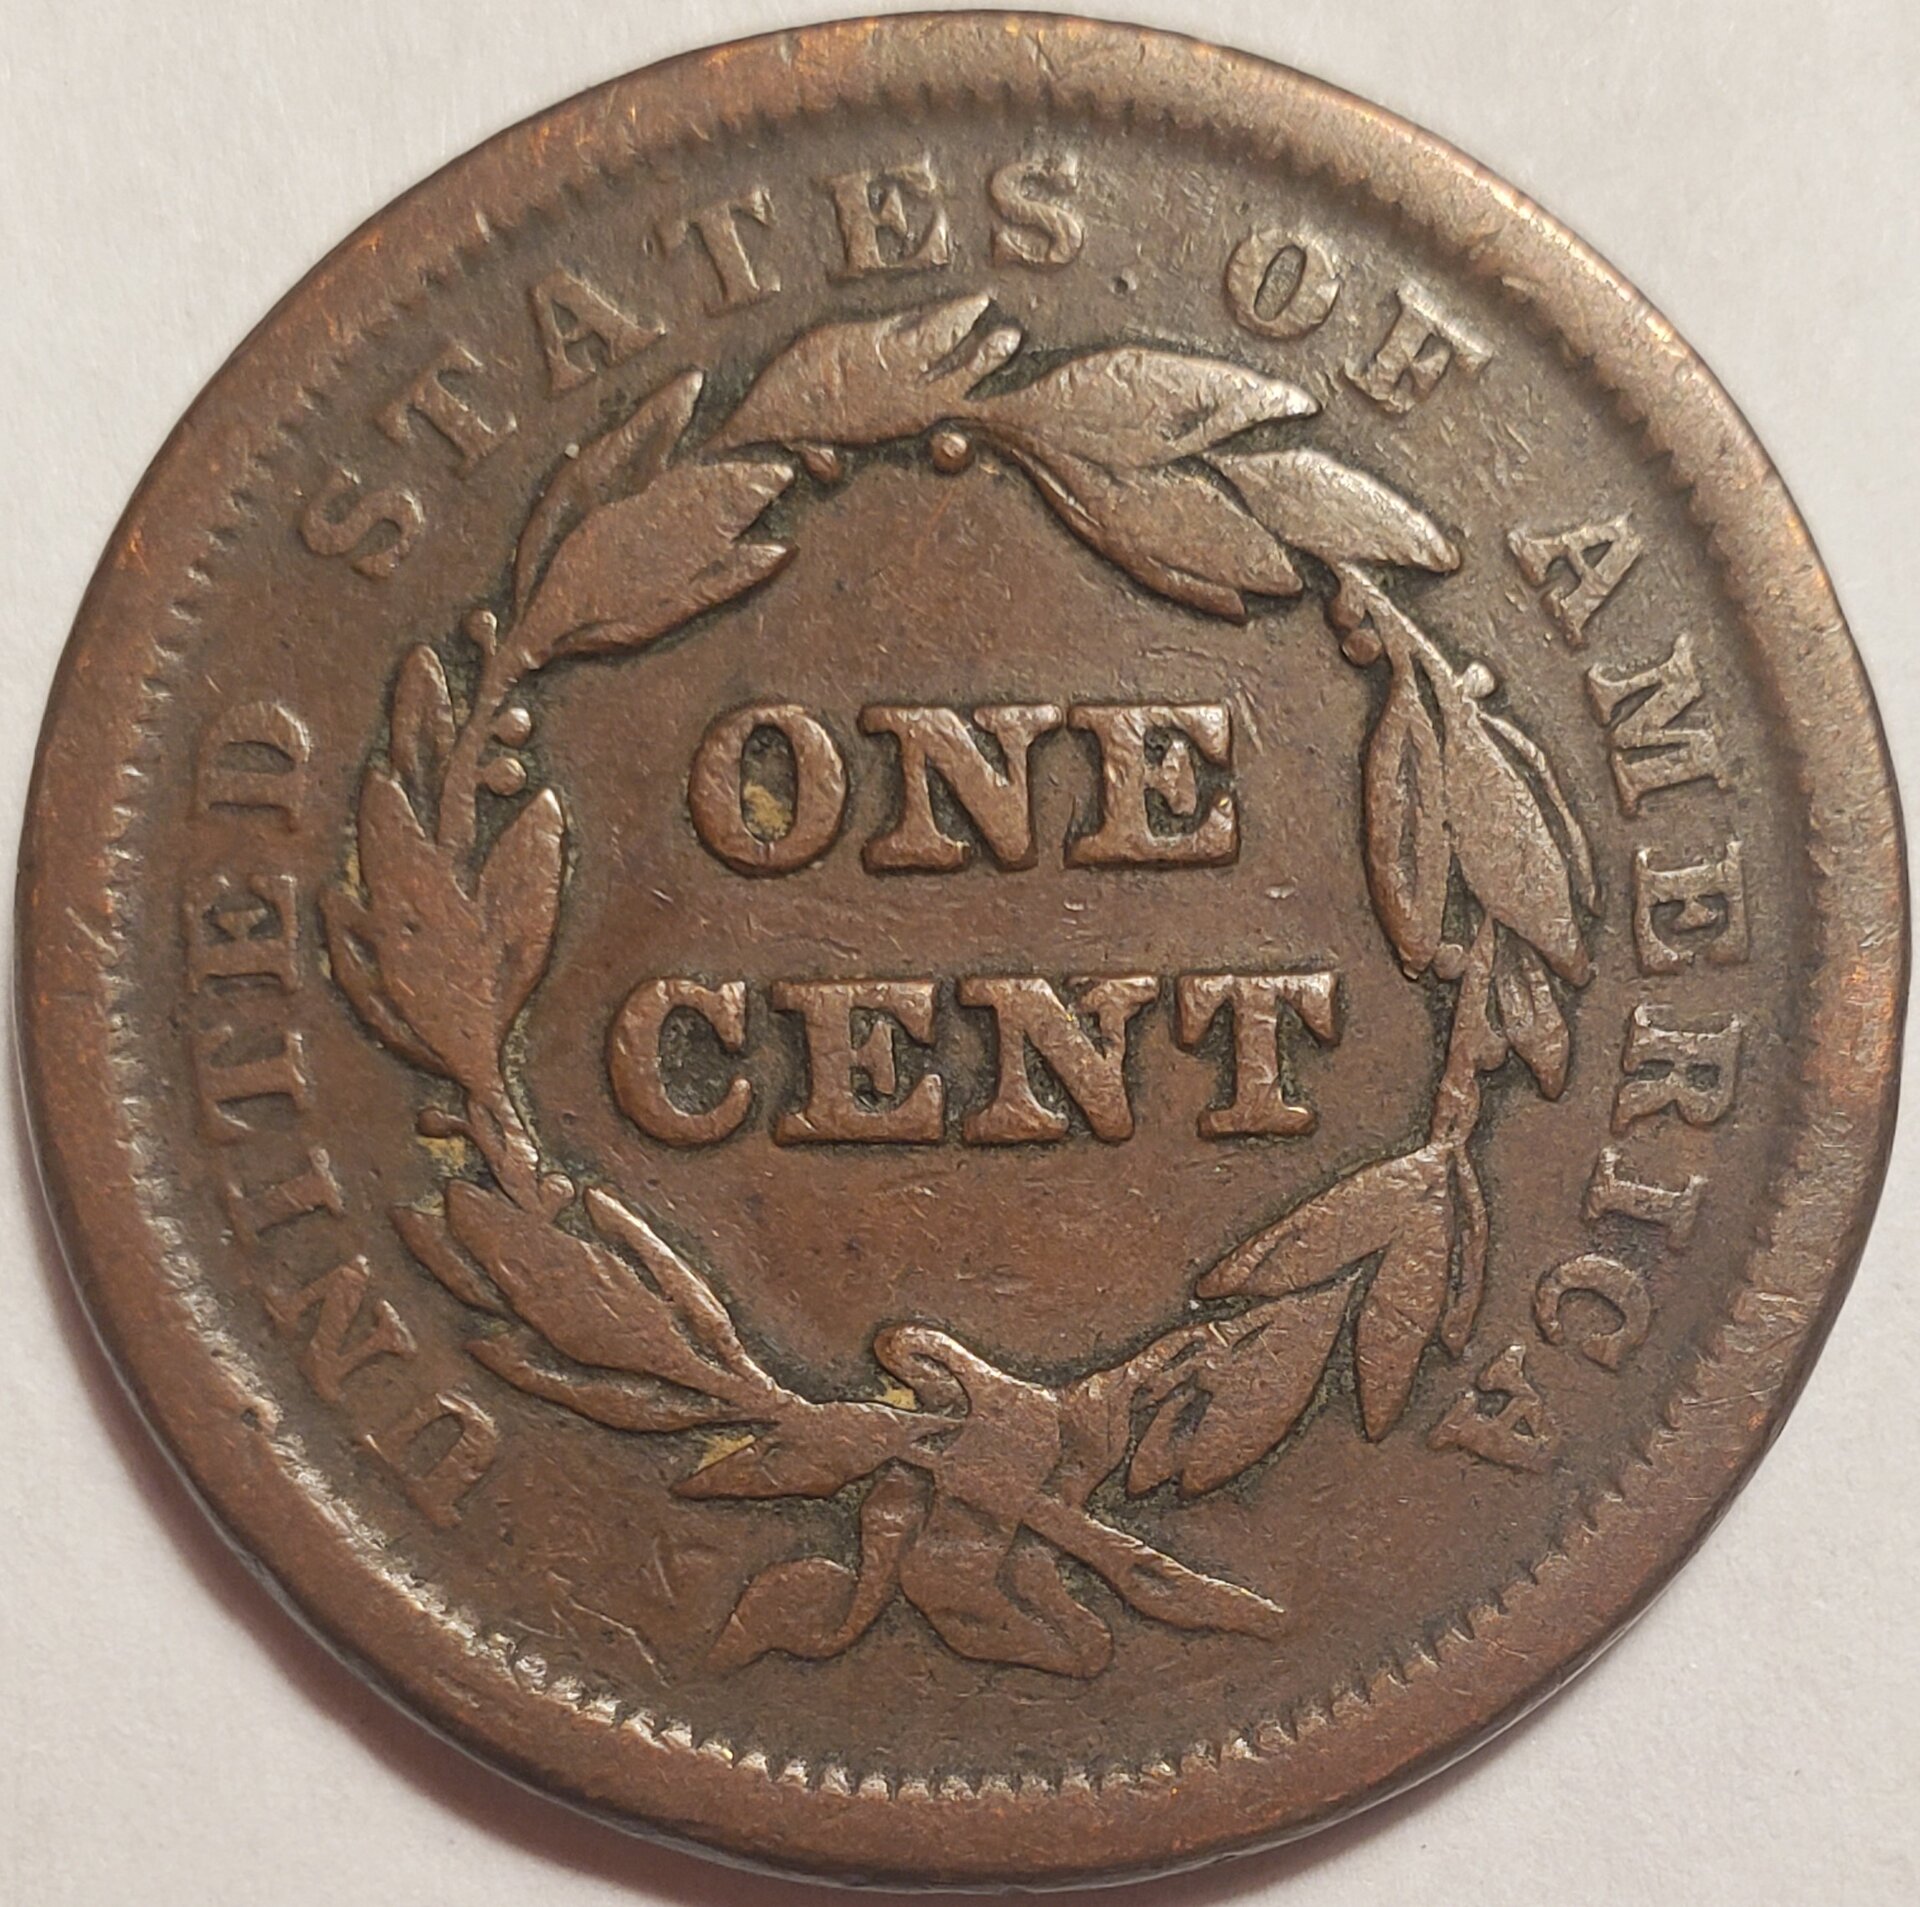 UNITED STATES OF AMERICA
ONE
CENT